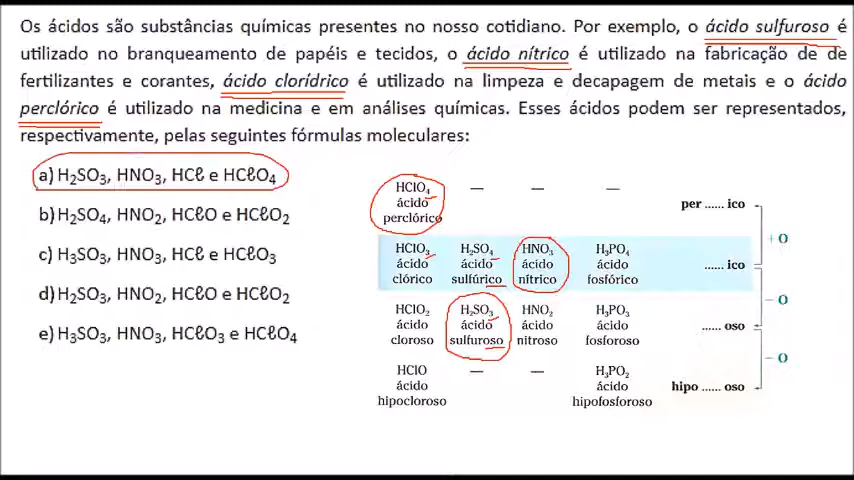 Os ácidos são substâncias químicas presentes no nosso cotidiano. Por exemplo, o ácido sulfuroso é
utilizado no branqueamento de papéis e tecidos, o ácido nítrico é utilizado na fabricação de de
fertilizantes e corantes, ácido clorídrico é utilizado na limpeza e decapagem de metais e o ácido
perclórico é utilizado na medicina e em análises químicas. Esses ácidos podem ser representados,
respectivamente, pelas seguintes fórmulas moleculares:
a) H₂SO₃, HNO₃, HCℓ e HCℓO₄
b) H₂SO₄, HNO₂, HCℓO e HCℓO₂
c) H₃SO₃, HNO₃, HCℓ e HCℓO₃
d) H₂SO₃, HNO₂, HCℓO e HCℓO₂
e) H₃SO₃, HNO₃, HCℓO₃ e HCℓO₄
HClO₄ — — —
ácido
perclórico
per ...... ico
+ O
HClO₃ H₂SO₄ HNO₃ H₃PO₄
ácido ácido ácido ácido
clórico sulfúrico nítrico fosfórico
...... ico
– O
HClO₂ H₂SO₃ HNO₂ H₃PO₃
ácido ácido ácido ácido
cloroso sulfuroso nitroso fosforoso
...... oso
– O
HClO — — H₃PO₂
ácido ácido
hipocloroso hipofosforoso
hipo ...... oso